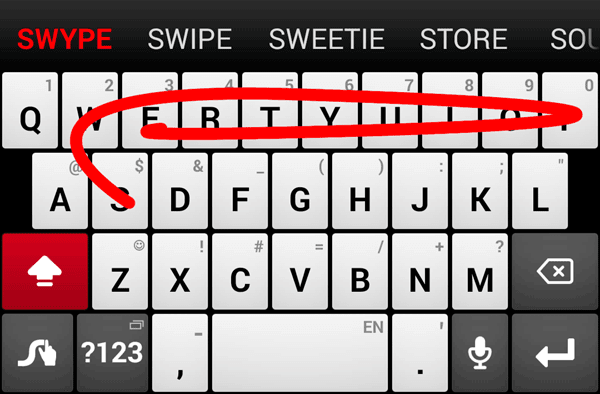 SWYPE SWIPE SWEETIE STORE SOU
1 2 3 4 5 6 7 8 9 0
Q W E R T Y U I O P
@ $ & _ ( ) : ; "
A S D F G H J K L
! # = / + ?
Z X C V B N M
- EN '
?123 , .